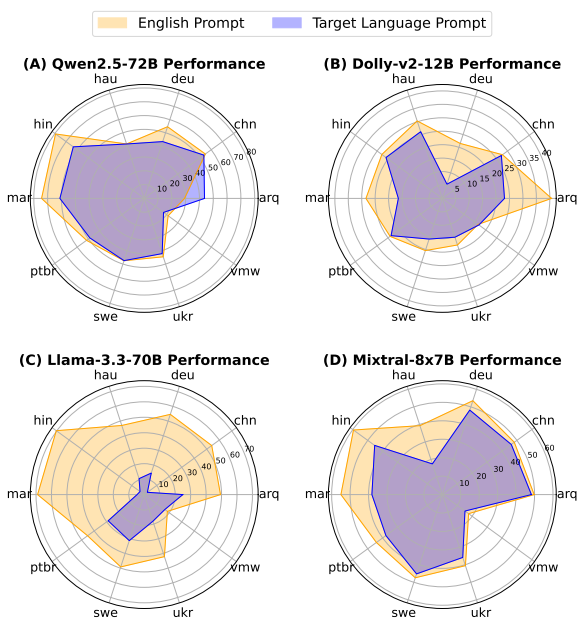 English Prompt
Target Language Prompt
(A) Qwen2.5-72B Performance
hau
deu
hin
chn
mar
arq
ptbr
vmw
swe
ukr
10 20 30 40 50 60 70 80
(B) Dolly-v2-12B Performance
hau
deu
hin
chn
mar
arq
ptbr
vmw
swe
ukr
5 10 15 20 25 30 35 40
(C) Llama-3.3-70B Performance
hau
deu
hin
chn
mar
arq
ptbr
vmw
swe
ukr
10 20 30 40 50 60 70
(D) Mixtral-8x7B Performance
hau
deu
hin
chn
mar
arq
ptbr
vmw
swe
ukr
10 20 30 40 50 60